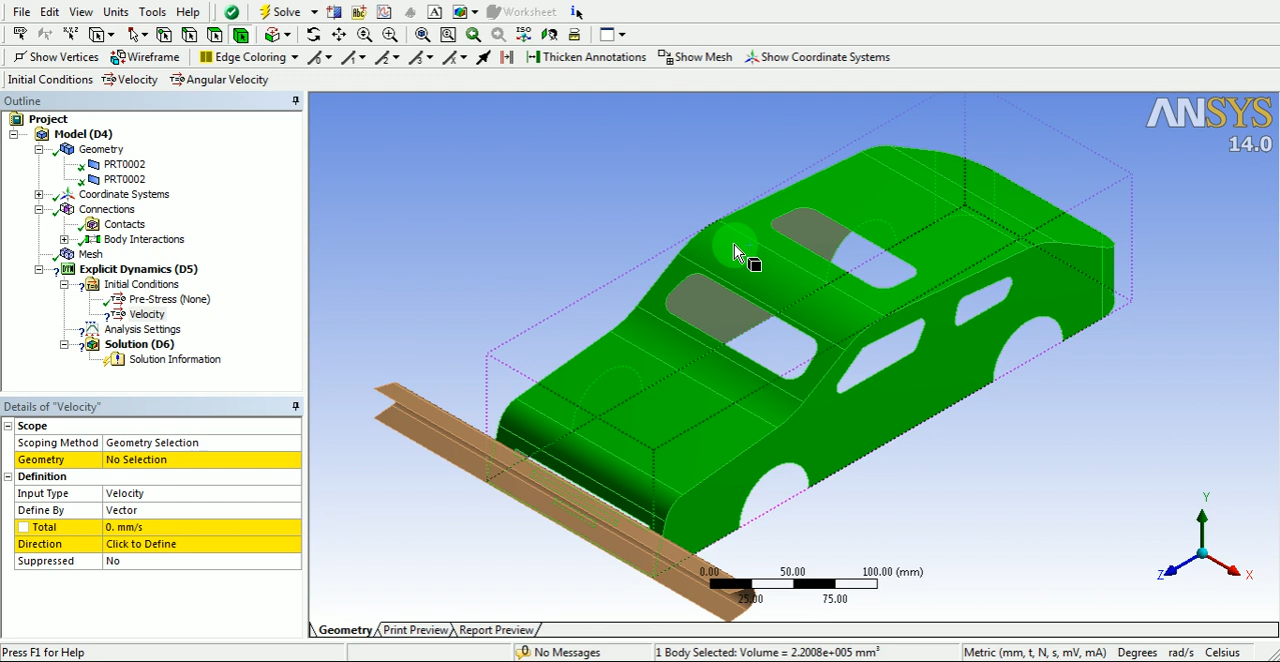 File Edit View Units Tools Help Solve Worksheet
Show Vertices Wireframe Edge Coloring Thicken Annotations Show Mesh Show Coordinate Systems
Initial Conditions Velocity Angular Velocity
Outline
Project
Model (D4)
Geometry
PRT0002
PRT0002
Coordinate Systems
Connections
Contacts
Body Interactions
Mesh
Explicit Dynamics (D5)
Initial Conditions
Pre-Stress (None)
Velocity
Analysis Settings
Solution (D6)
Solution Information
Details of "Velocity"
Scope
Scoping Method Geometry Selection
Geometry No Selection
Definition
Input Type Velocity
Define By Vector
Total 0. mm/s
Direction Click to Define
Suppressed No
ANSYS
14.0
0.00 50.00 100.00 (mm)
25.00 75.00
Y
Z X
Geometry Print Preview Report Preview
Press F1 for Help No Messages 1 Body Selected: Volume = 2.2008e+005 mm³ Metric (mm, t, N, s, mV, mA) Degrees rad/s Celsius